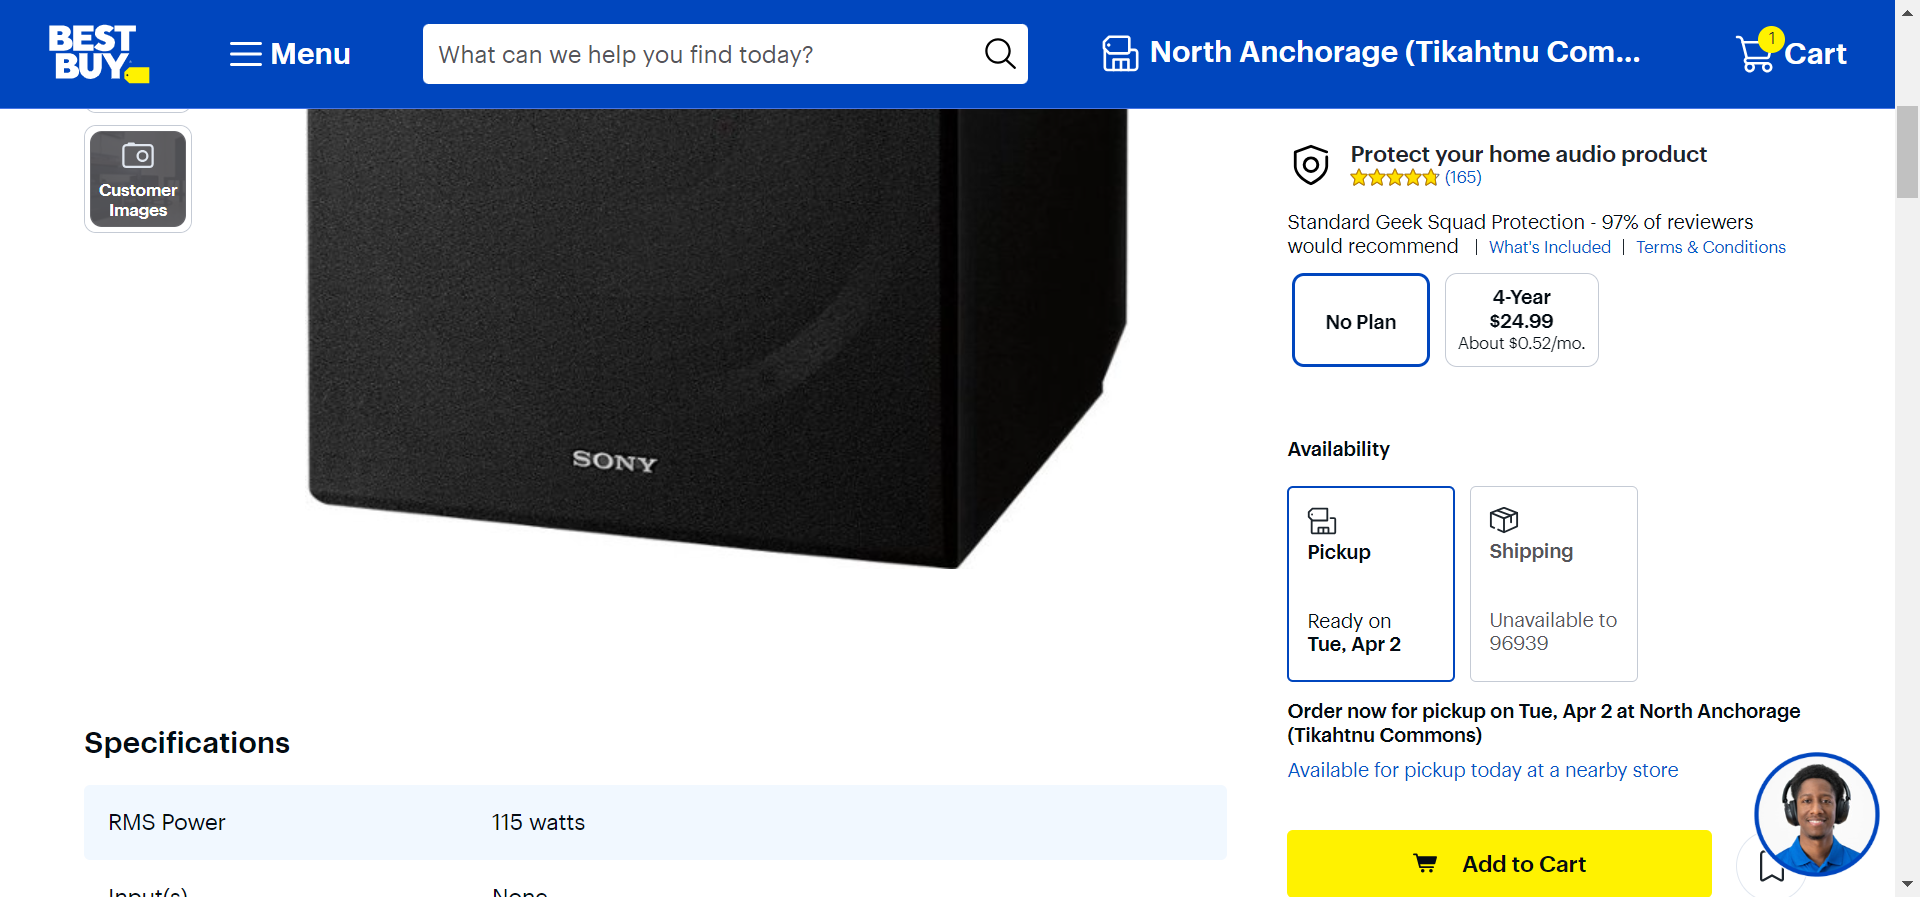 BEST
BUY
Menu
What can we help you find today?
North Anchorage (Tikahtnu Com...
1
Cart
Customer
Images
SONY
Protect your home audio product
(165)
Standard Geek Squad Protection - 97% of reviewers
would recommend | What's Included | Terms & Conditions
No Plan
4-Year
$24.99
About $0.52/mo.
Availability
Pickup
Ready on
Tue, Apr 2
Shipping
Unavailable to
96939
Order now for pickup on Tue, Apr 2 at North Anchorage
(Tikahtnu Commons)
Available for pickup today at a nearby store
Add to Cart
Specifications
RMS Power 115 watts
Input(s) None